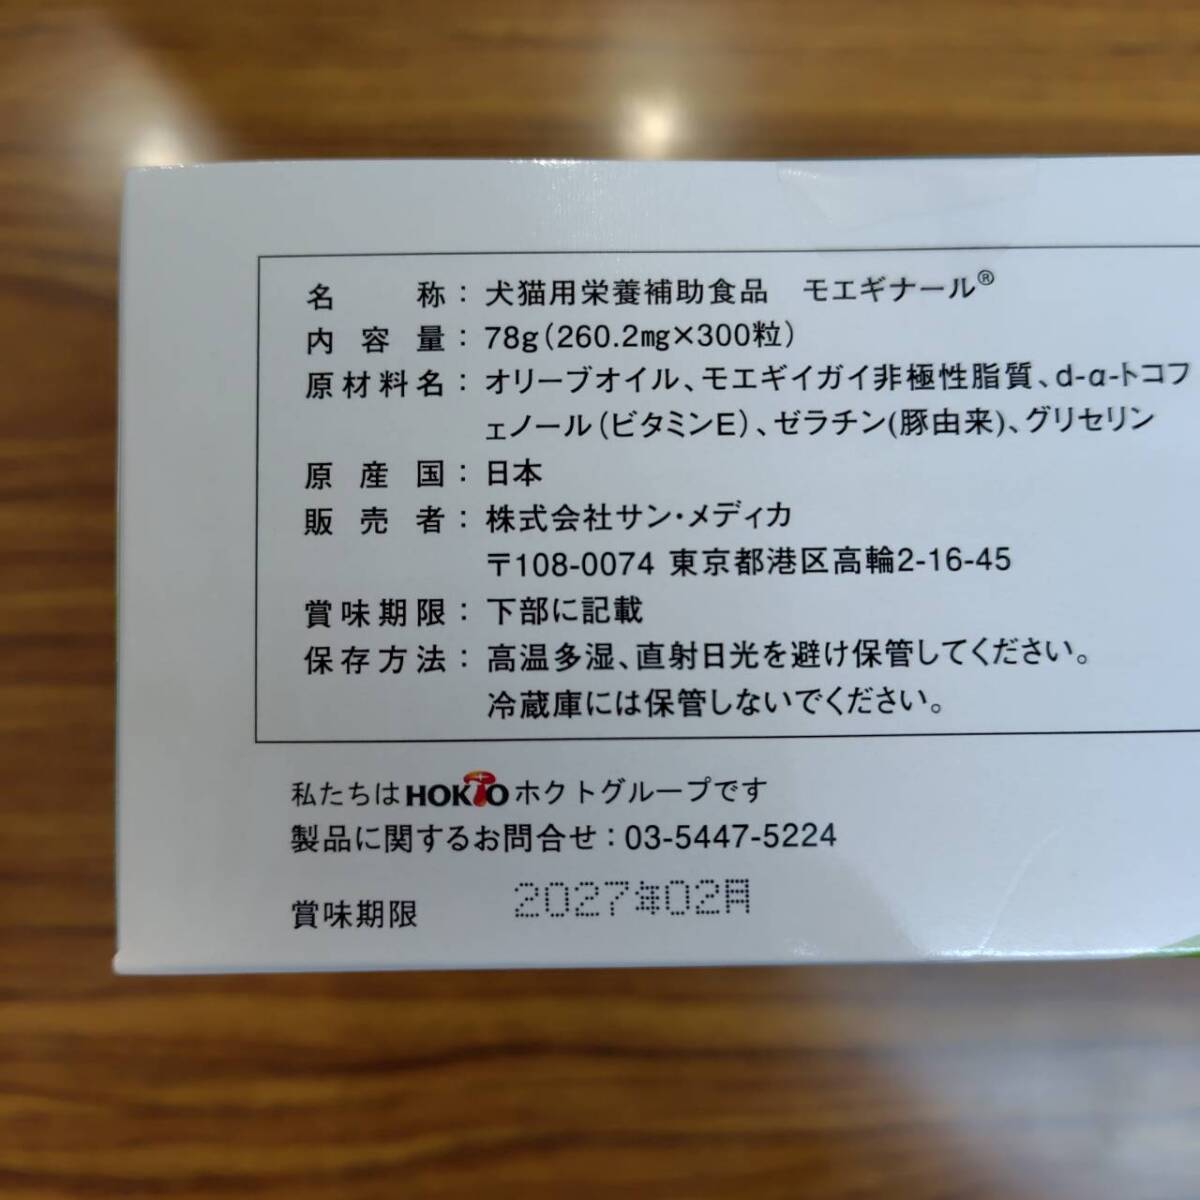 名称：犬猫用栄養補助食品　モエギナール®
内容量：78g（260.2㎎×300粒）
原材料名：オリーブオイル、モエギイガイ非極性脂質、d-α-トコフ
ェノール（ビタミンE）、ゼラチン(豚由来)、グリセリン
原産国：日本
販売者：株式会社サン・メディカ
〒108-0074 東京都港区高輪2-16-45
賞味期限：下部に記載
保存方法：高温多湿、直射日光を避け保管してください。
冷蔵庫には保管しないでください。
私たちはHOKTOホクトグループです
製品に関するお問合せ：03-5447-5224
賞味期限 2027年02月